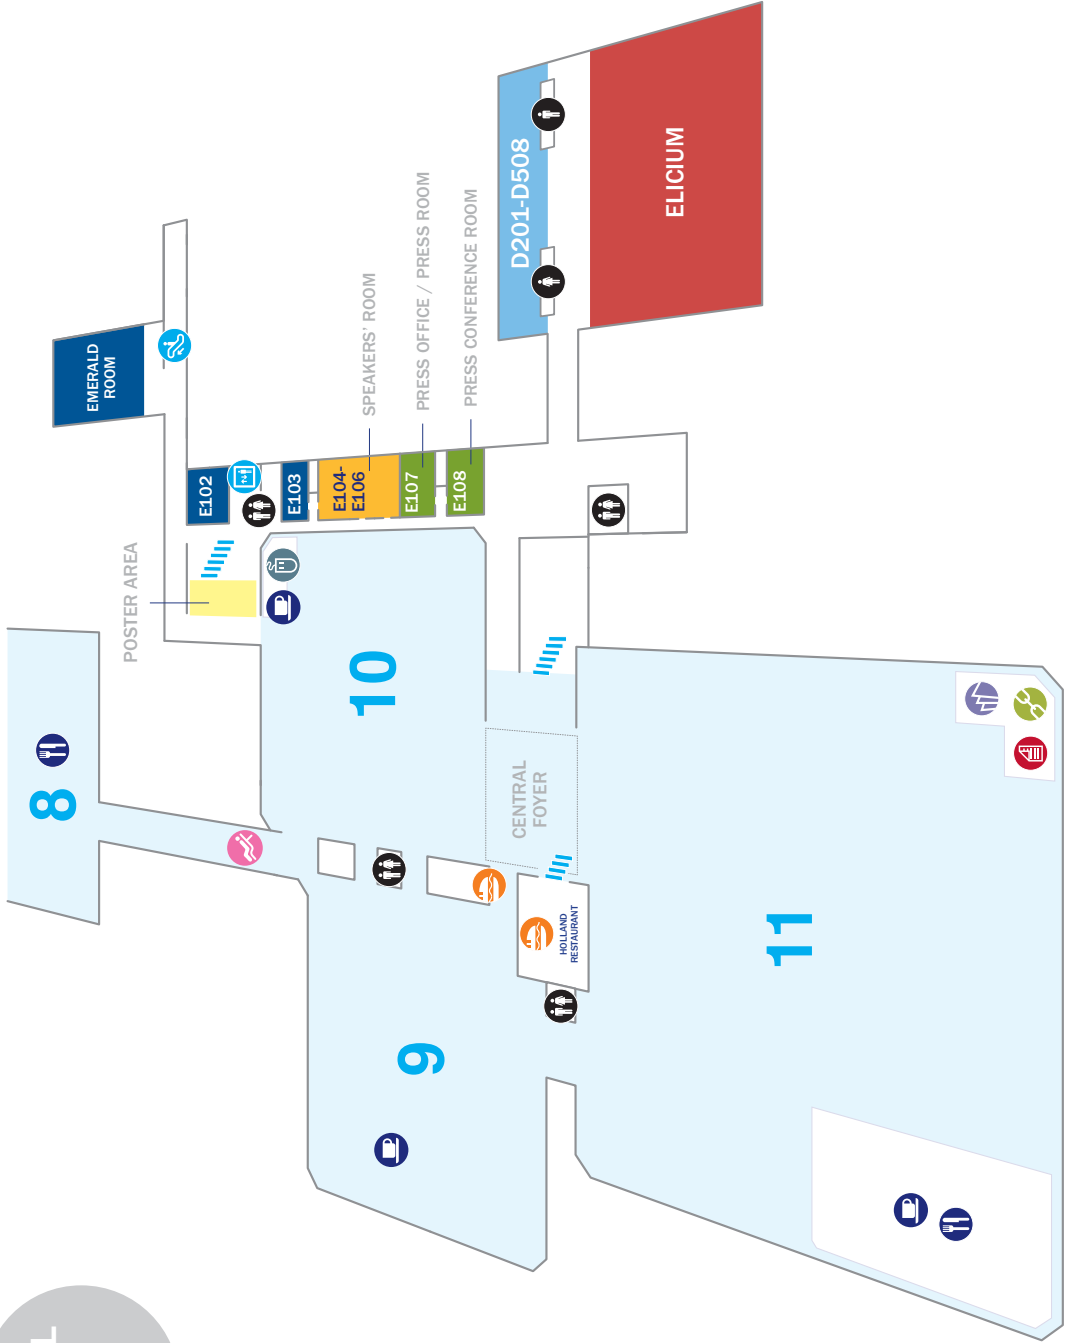 EMERALD
ROOM
E102
E103
E104-
E106
E107
E108
SPEAKERS' ROOM
PRESS OFFICE / PRESS ROOM
PRESS CONFERENCE ROOM
D201-D508
ELICIUM
POSTER AREA
8
10
CENTRAL
FOYER
HOLLAND
RESTAURANT
9
11